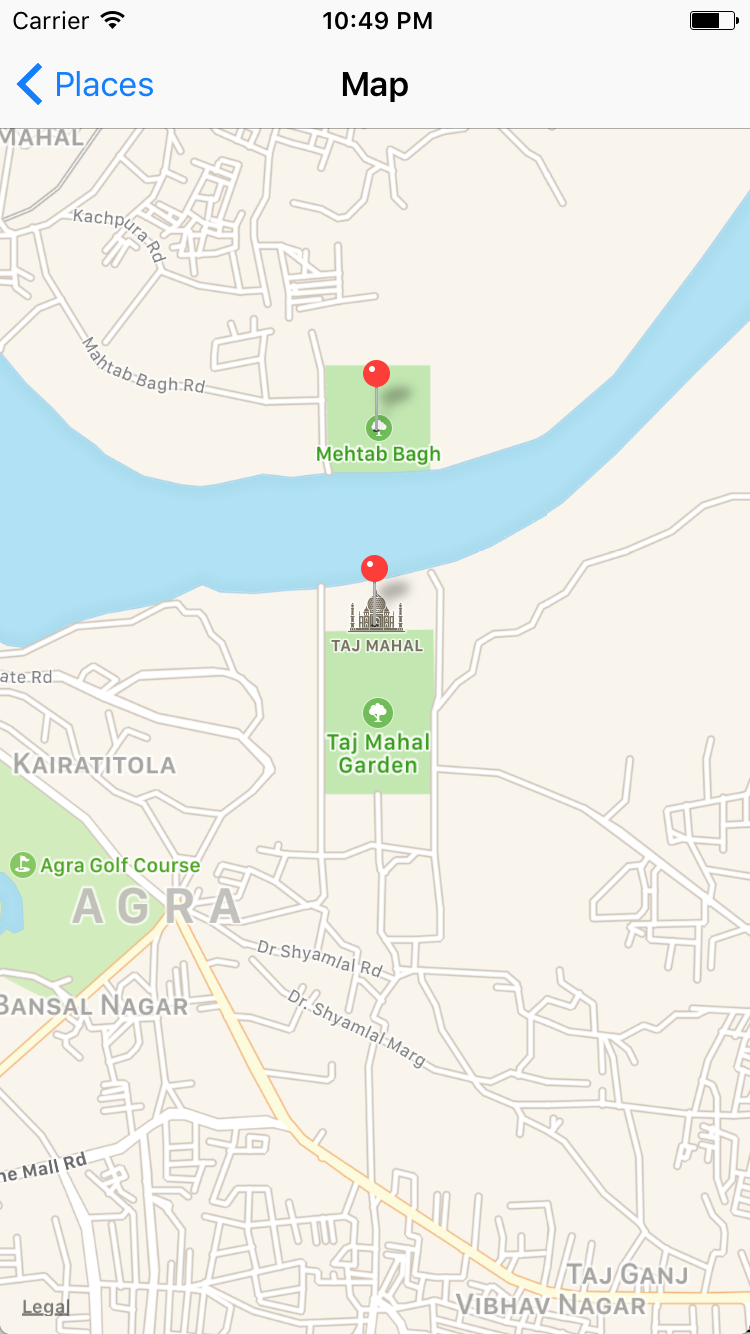 Carrier 10:49 PM
Places Map
MAHAL
Kachpura Rd
Mahtab Bagh Rd
Mehtab Bagh
TAJ MAHAL
ate Rd
Taj Mahal
Garden
KAIRATITOLA
Agra Golf Course
AGRA
Dr Shyamlal Rd
BANSAL NAGAR
Dr. Shyamlal Marg
he Mall Rd
TAJ GANJ
VIBHAV NAGAR
Legal